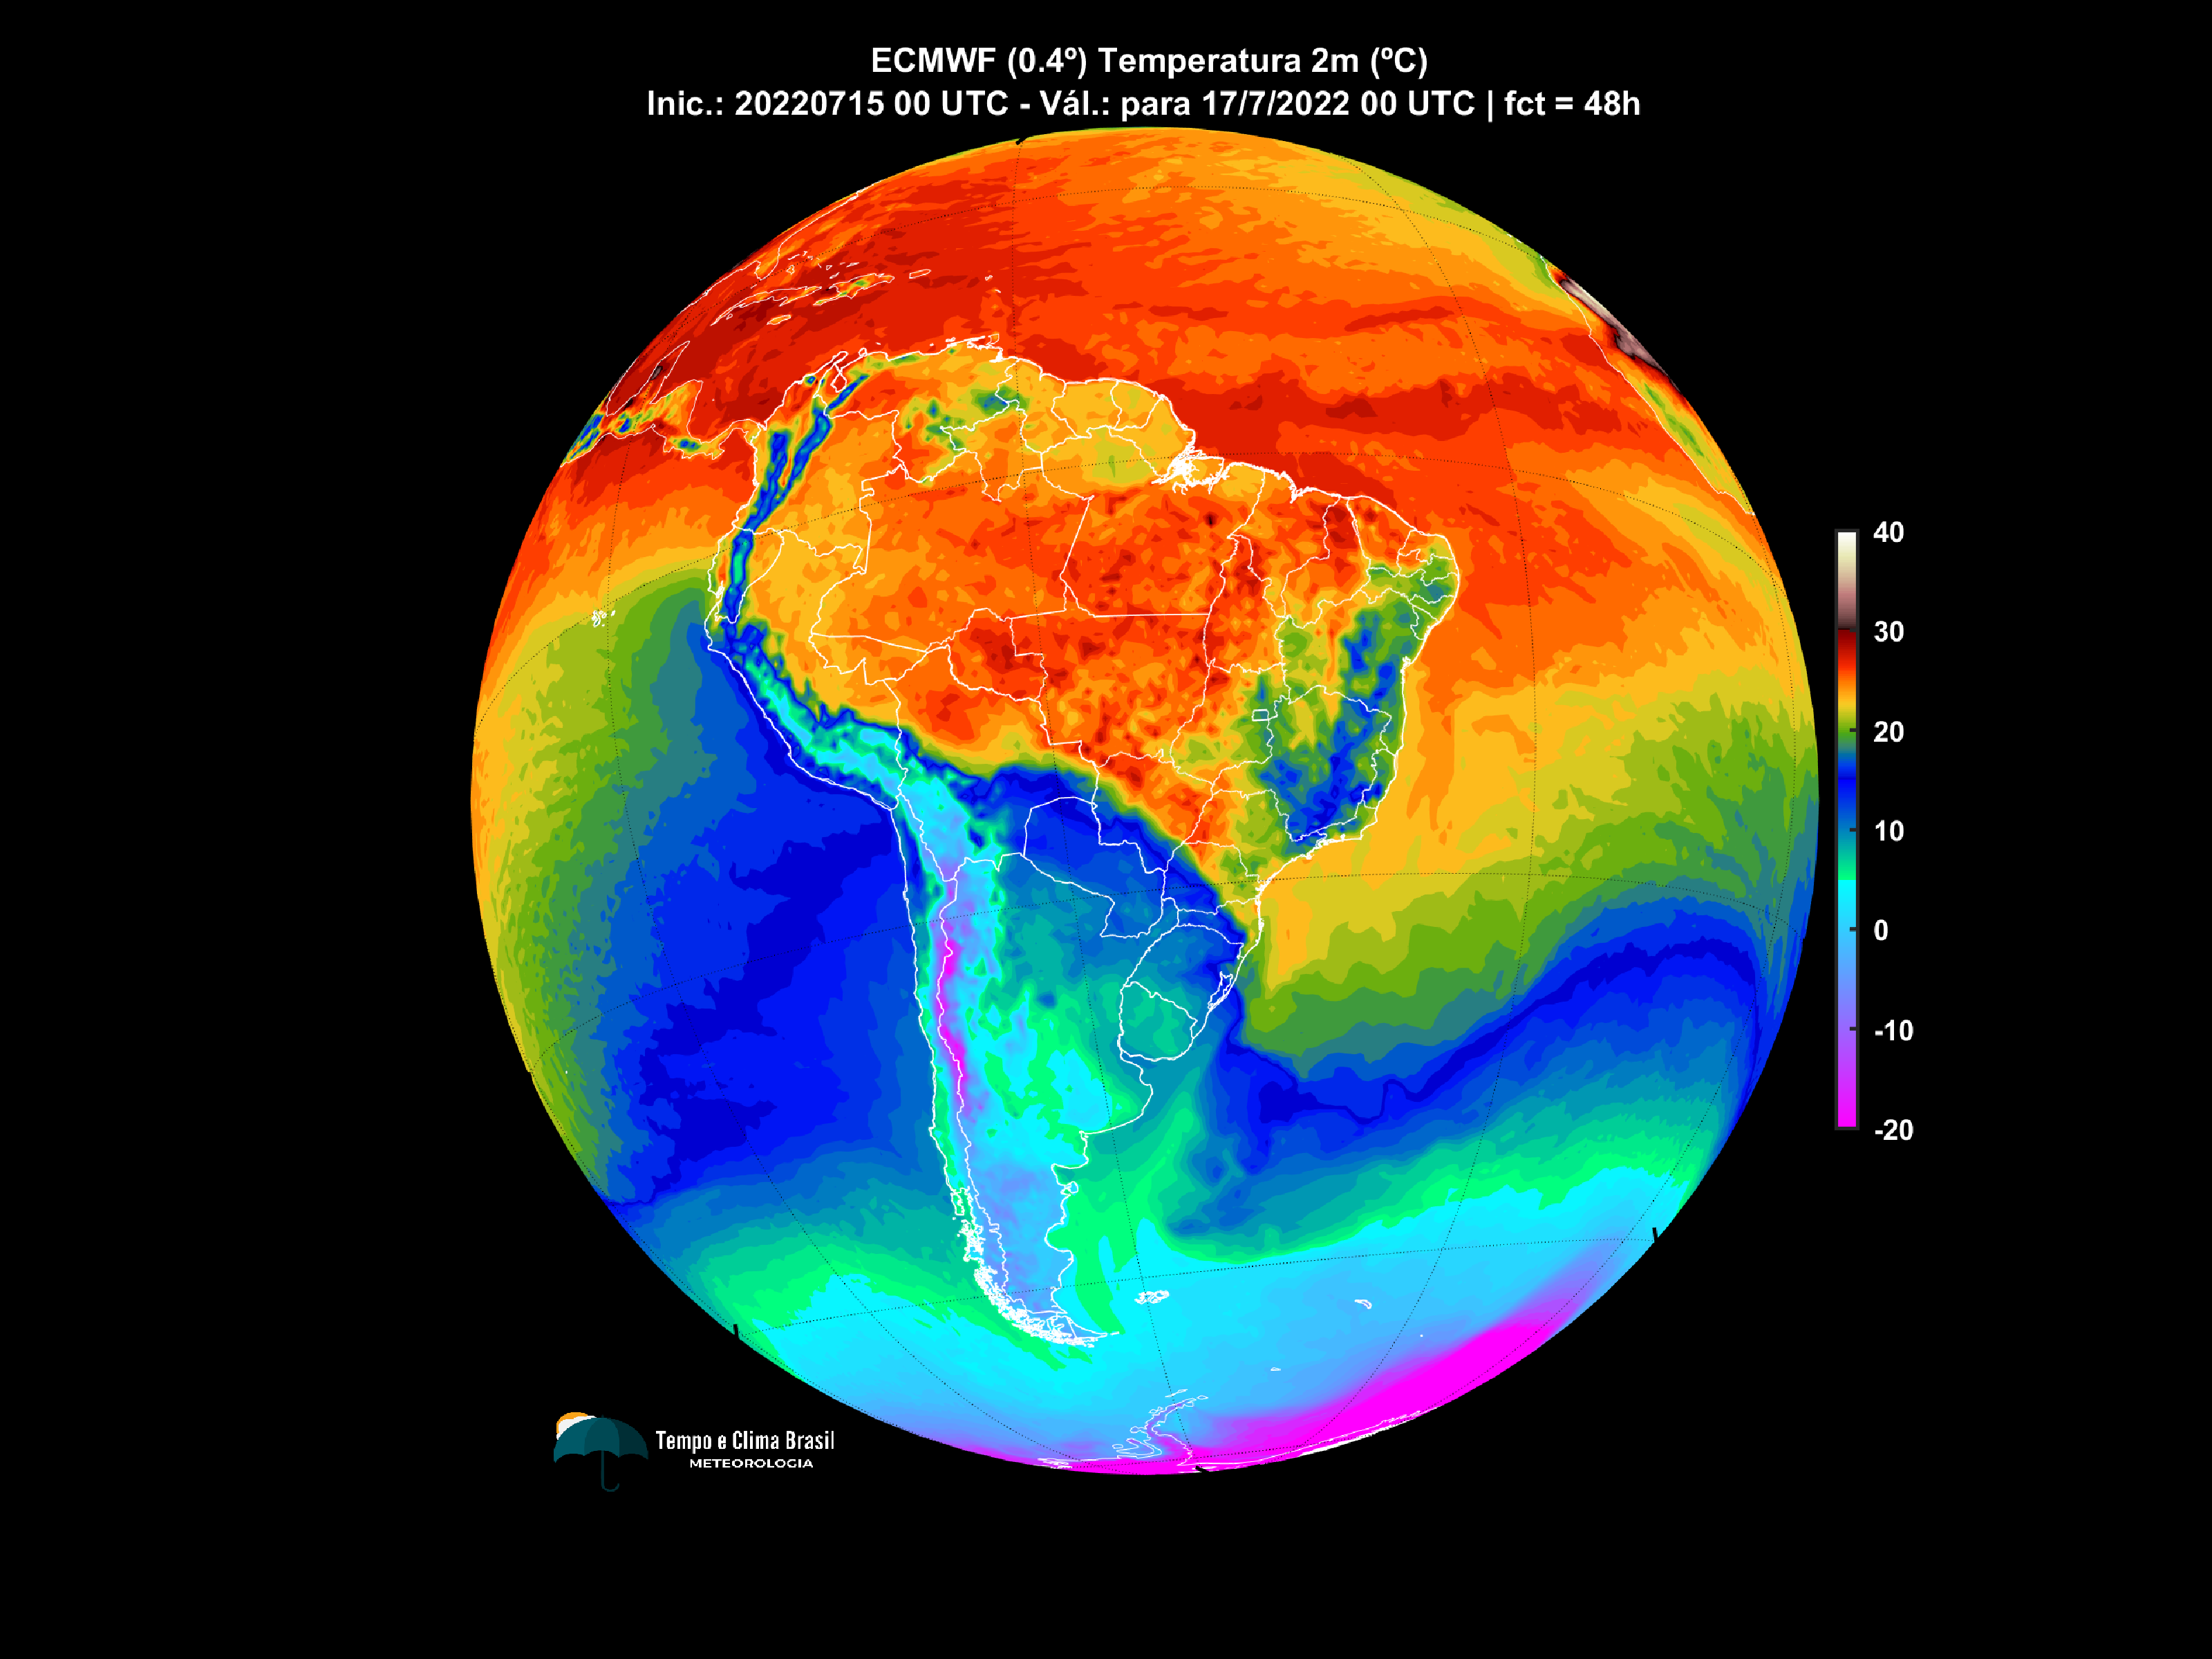 ECMWF (0.4º) Temperatura 2m (ºC)
Inic.: 20220715 00 UTC - Vál.: para 17/7/2022 00 UTC | fct = 48h
40
30
20
10
0
-10
-20
Tempo e Clima Brasil
METEOROLOGIA